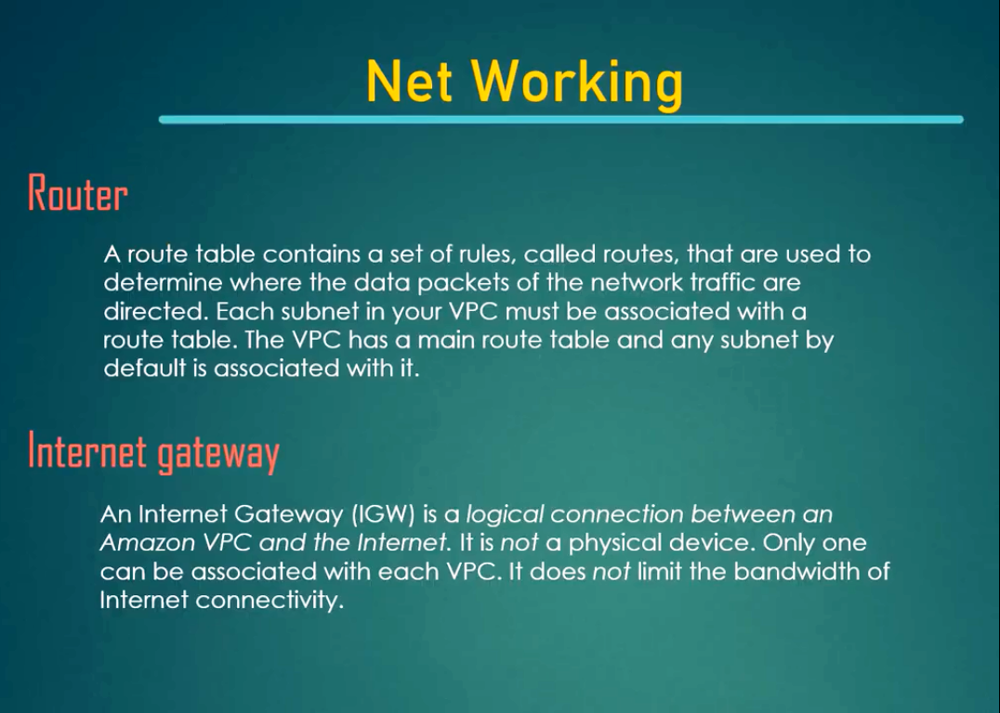 Net Working
Router
A route table contains a set of rules, called routes, that are used to
determine where the data packets of the network traffic are
directed. Each subnet in your VPC must be associated with a
route table. The VPC has a main route table and any subnet by
default is associated with it.
Internet gateway
An Internet Gateway (IGW) is a logical connection between an
Amazon VPC and the Internet. It is not a physical device. Only one
can be associated with each VPC. It does not limit the bandwidth of
Internet connectivity.